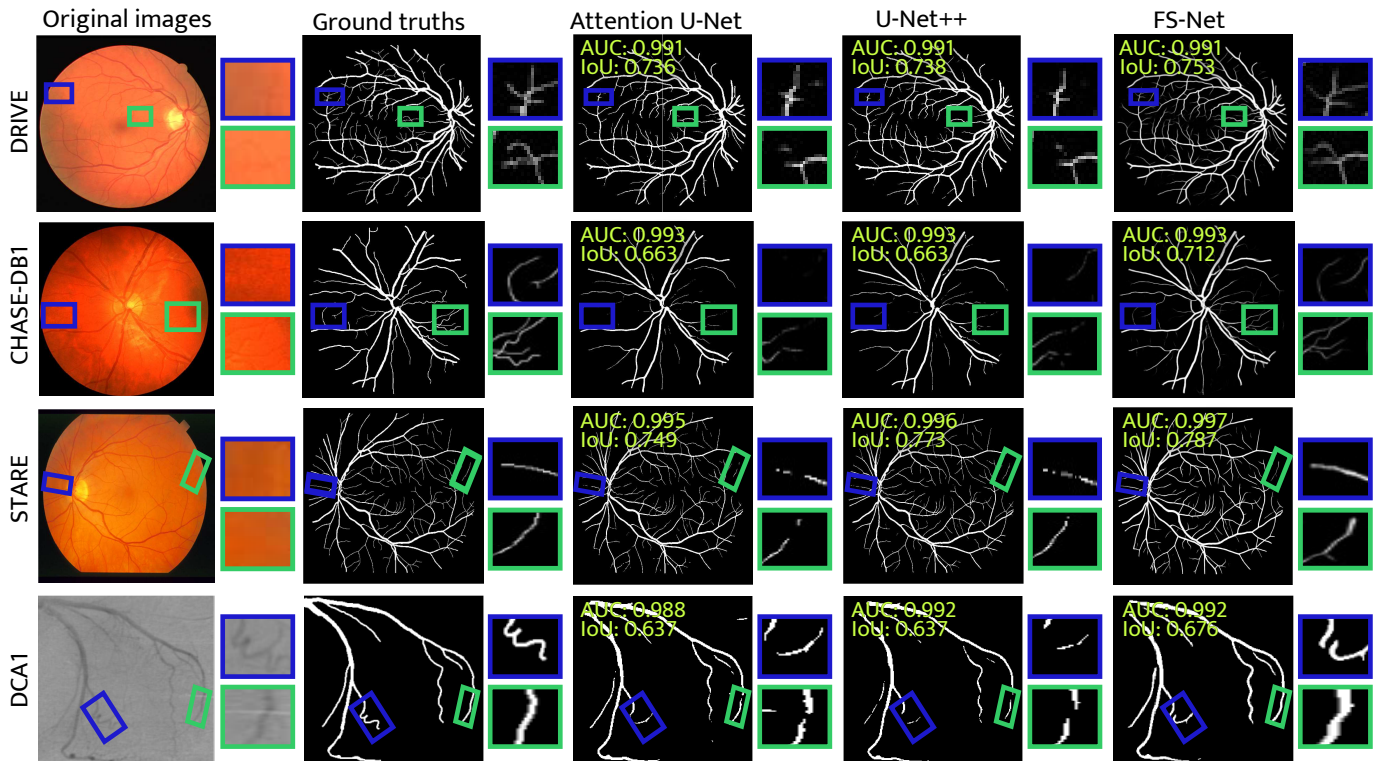 Original images
Ground truths
Attention U-Net
U-Net++
FS-Net
DRIVE
AUC: 0.991
IoU: 0.736
AUC: 0.991
IoU: 0.738
AUC: 0.991
IoU: 0.753
CHASE-DB1
AUC: 0.993
IoU: 0.663
AUC: 0.993
IoU: 0.663
AUC: 0.993
IoU: 0.712
STARE
AUC: 0.995
IoU: 0.749
AUC: 0.996
IoU: 0.773
AUC: 0.997
IoU: 0.787
DCA1
AUC: 0.988
IoU: 0.637
AUC: 0.992
IoU: 0.637
AUC: 0.992
IoU: 0.676